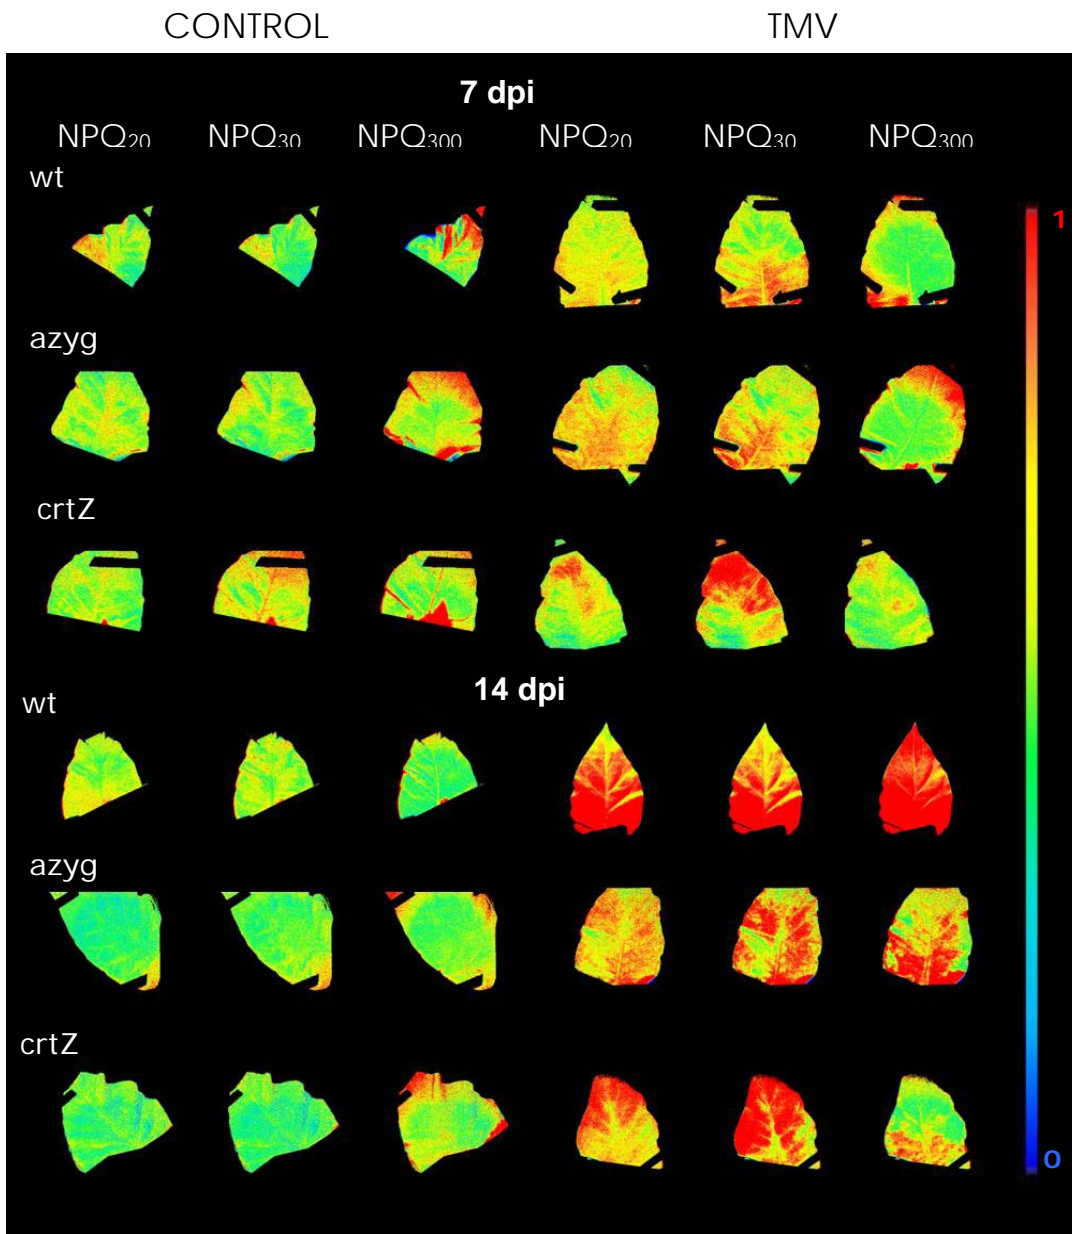 CONTROL TMV
7 dpi
NPQ20 NPQ30 NPQ300 NPQ20 NPQ30 NPQ300
wt
1
azyg
crtZ
14 dpi
wt
azyg
crtZ
0